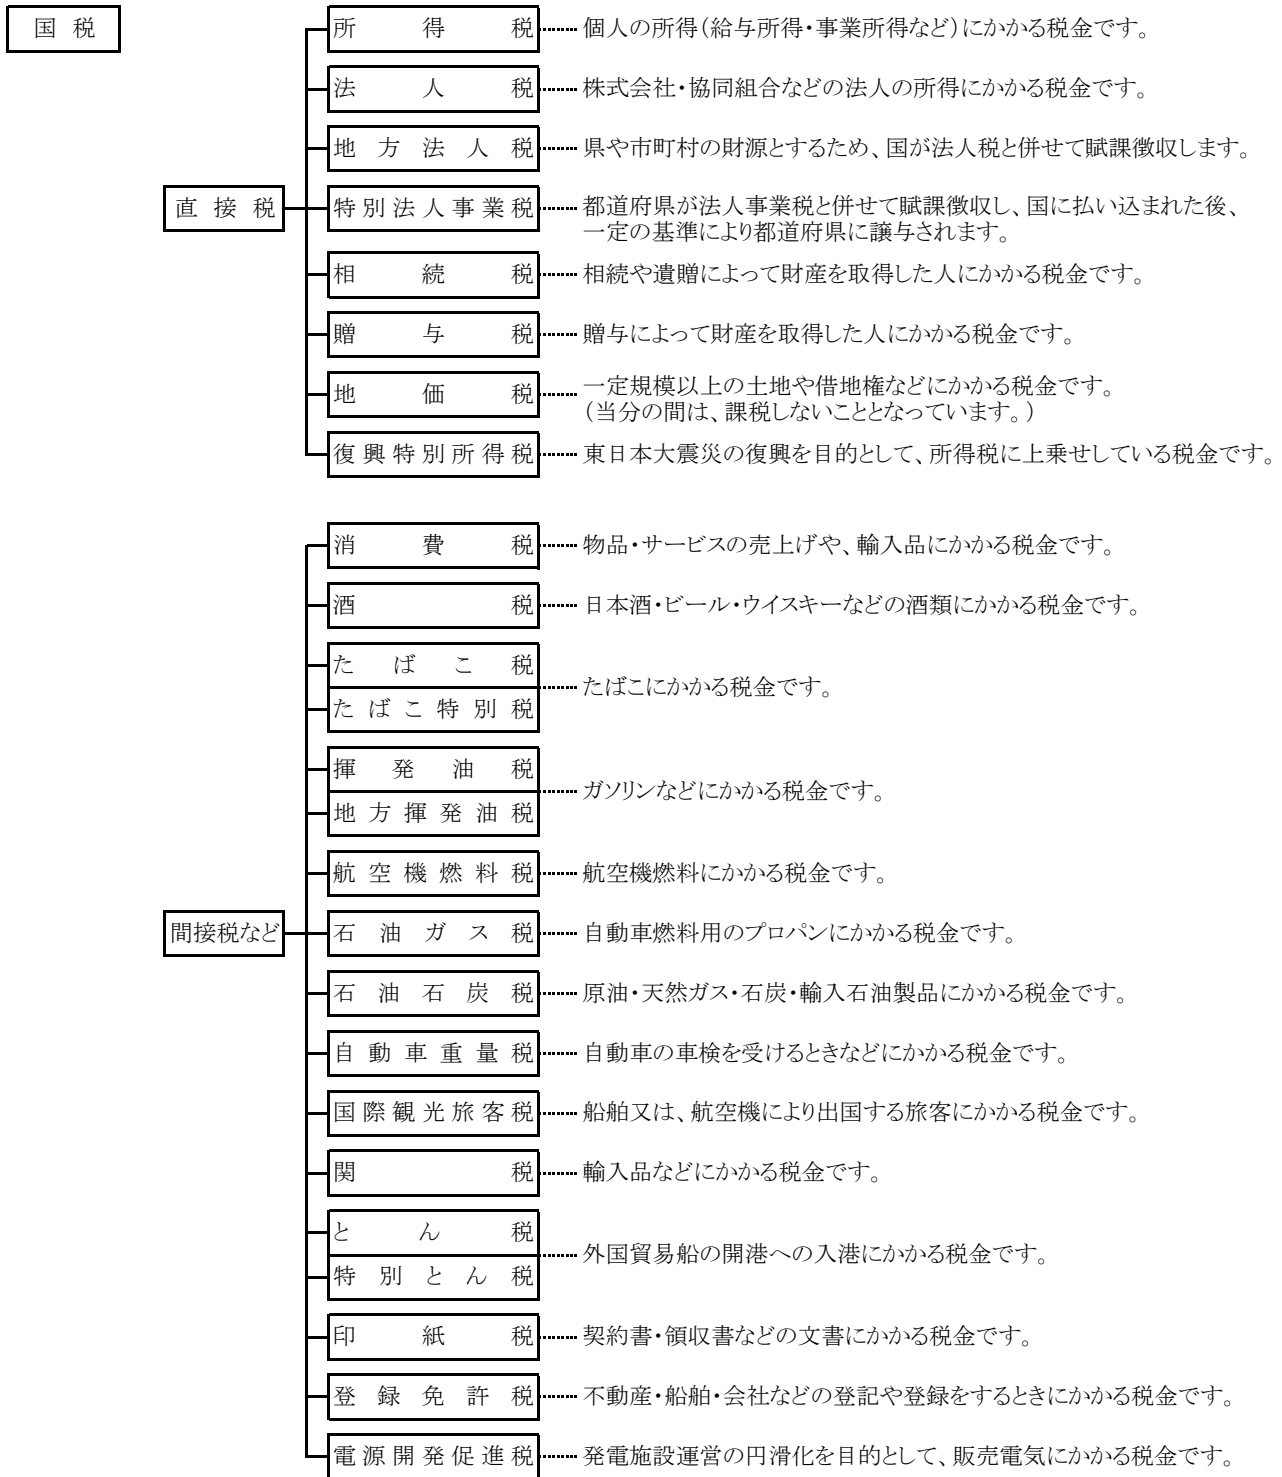 国税
直接税
所得税 個人の所得(給与所得・事業所得など)にかかる税金です。
法人税 株式会社・協同組合などの法人の所得にかかる税金です。
地方法人税 県や市町村の財源とするため、国が法人税と併せて賦課徴収します。
特別法人事業税 都道府県が法人事業税と併せて賦課徴収し、国に払い込まれた後、
一定の基準により都道府県に譲与されます。
相続税 相続や遺贈によって財産を取得した人にかかる税金です。
贈与税 贈与によって財産を取得した人にかかる税金です。
地価税 一定規模以上の土地や借地権などにかかる税金です。
(当分の間は、課税しないこととなっています。)
復興特別所得税 東日本大震災の復興を目的として、所得税に上乗せしている税金です。
間接税など
消費税 物品・サービスの売上げや、輸入品にかかる税金です。
酒税 日本酒・ビール・ウイスキーなどの酒類にかかる税金です。
たばこ税
たばこ特別税
たばこにかかる税金です。
揮発油税
地方揮発油税
ガソリンなどにかかる税金です。
航空機燃料税 航空機燃料にかかる税金です。
石油ガス税 自動車燃料用のプロパンにかかる税金です。
石油石炭税 原油・天然ガス・石炭・輸入石油製品にかかる税金です。
自動車重量税 自動車の車検を受けるときなどにかかる税金です。
国際観光旅客税 船舶又は、航空機により出国する旅客にかかる税金です。
関税 輸入品などにかかる税金です。
とん税
特別とん税
外国貿易船の開港への入港にかかる税金です。
印紙税 契約書・領収書などの文書にかかる税金です。
登録免許税 不動産・船舶・会社などの登記や登録をするときにかかる税金です。
電源開発促進税 発電施設運営の円滑化を目的として、販売電気にかかる税金です。